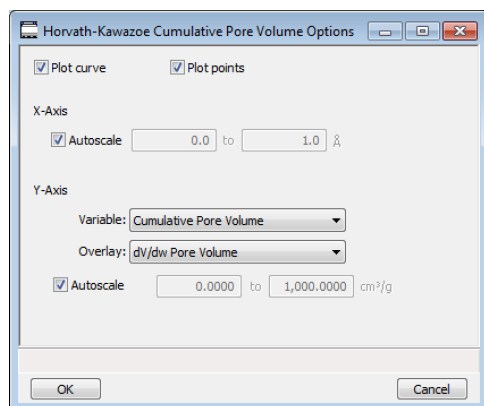 Horvath-Kawazoe Cumulative Pore Volume Options
Plot curve Plot points
X-Axis
Autoscale 0.0 to 1.0 Å
Y-Axis
Variable: Cumulative Pore Volume
Overlay: dV/dw Pore Volume
Autoscale 0.0000 to 1,000.0000 cm³/g
OK Cancel